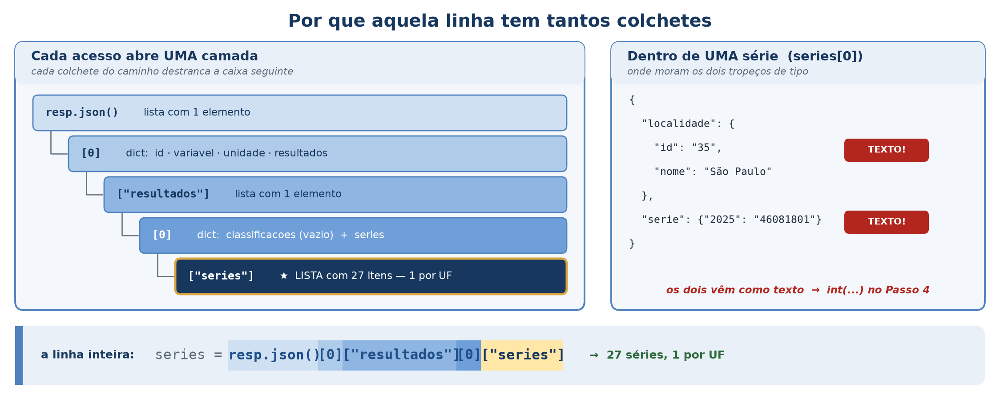 Por que aquela linha tem tantos colchetes
Cada acesso abre UMA camada
cada colchete do caminho destranca a caixa seguinte
resp.json() lista com 1 elemento
[0] dict: id · variavel · unidade · resultados
["resultados"] lista com 1 elemento
[0] dict: classificacoes (vazio) + series
["series"] ★ LISTA com 27 itens — 1 por UF
Dentro de UMA série (series[0])
onde moram os dois tropeços de tipo
{
"localidade": {
"id": "35", TEXTO!
"nome": "São Paulo"
},
"serie": {"2025": "46081801"} TEXTO!
}
os dois vêm como texto → int(...) no Passo 4
a linha inteira: series = resp.json()[0]["resultados"][0]["series"] → 27 séries, 1 por UF